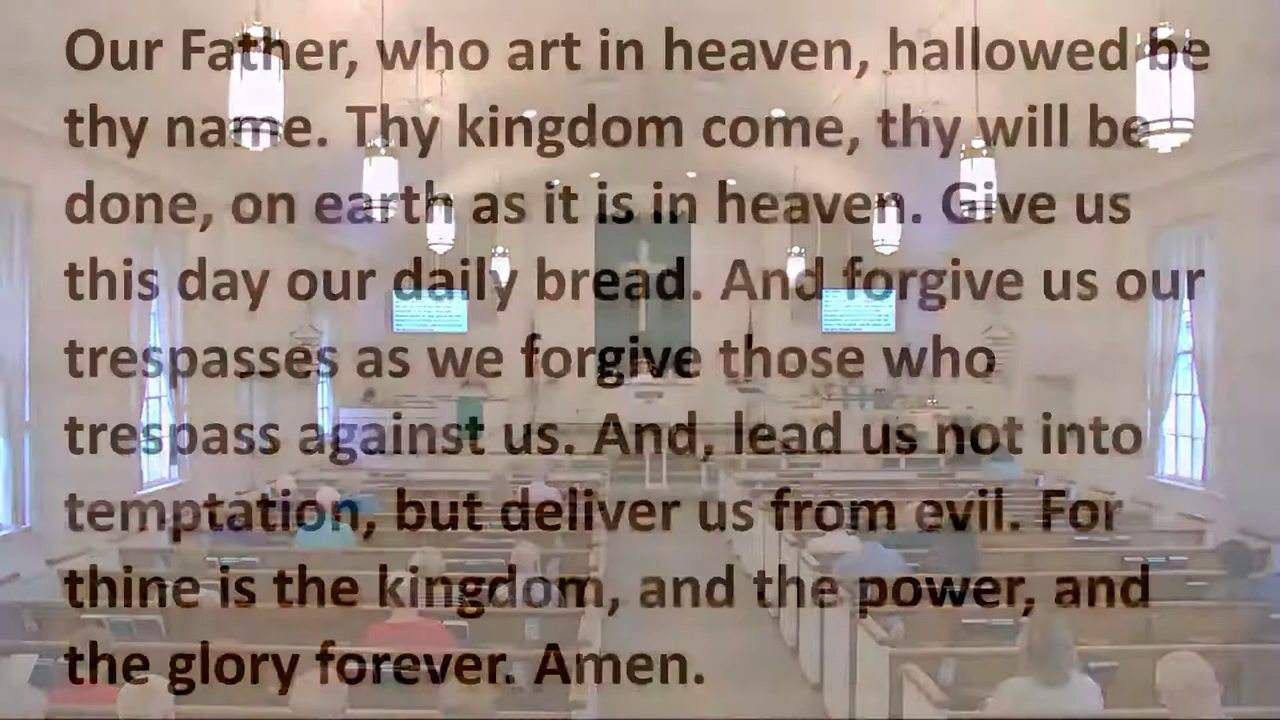 Our Father, who art in heaven, hallowed be
thy name. Thy kingdom come, thy will be
done, on earth as it is in heaven. Give us
this day our daily bread. And forgive us our
trespasses as we forgive those who
trespass against us. And, lead us not into
temptation, but deliver us from evil. For
thine is the kingdom, and the power, and
the glory forever. Amen.